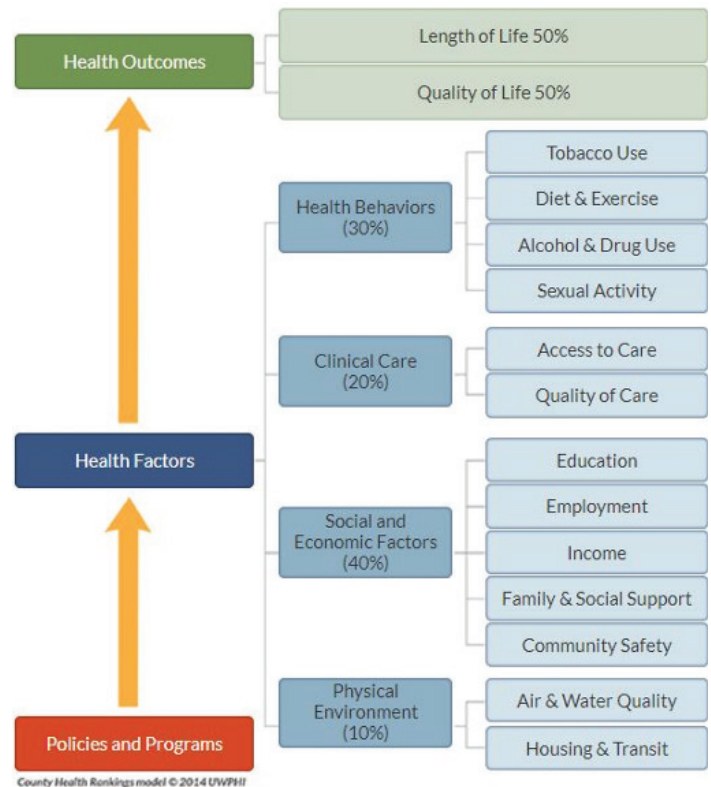 Health Outcomes
Length of Life 50%
Quality of Life 50%
Health Behaviors
(30%)
Tobacco Use
Diet & Exercise
Alcohol & Drug Use
Sexual Activity
Clinical Care
(20%)
Access to Care
Quality of Care
Health Factors
Social and
Economic Factors
(40%)
Education
Employment
Income
Family & Social Support
Community Safety
Physical
Environment
(10%)
Air & Water Quality
Housing & Transit
Policies and Programs
County Health Rankings model © 2014 UWPHI